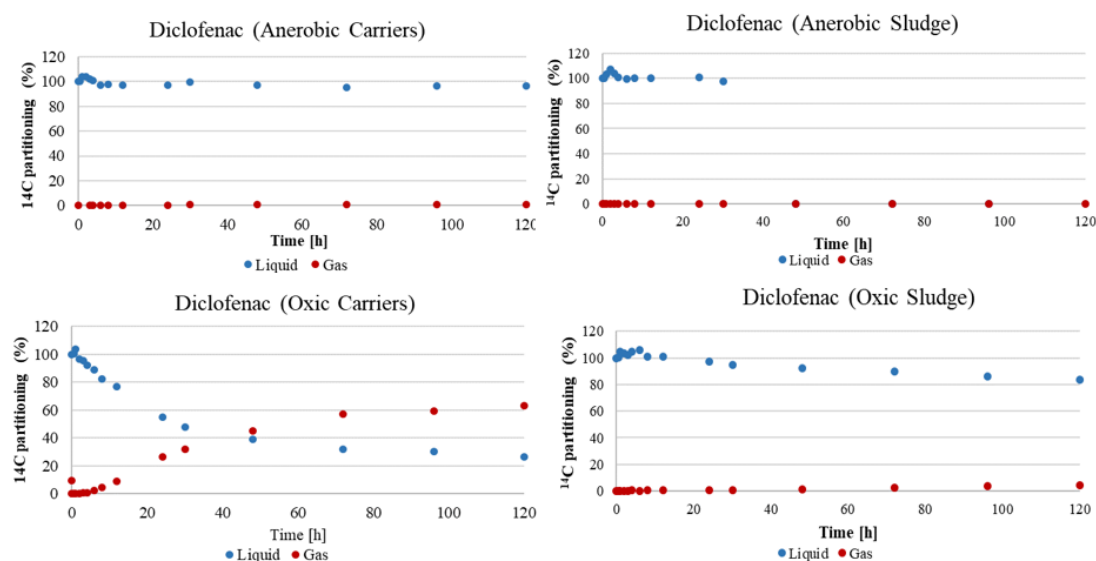 Diclofenac (Anerobic Carriers)
14C partitioning (%)
120
100
80
60
40
20
0
0 20 40 60 80 100 120
Time [h]
Liquid Gas
Diclofenac (Anerobic Sludge)
¹⁴C partitioning (%)
120
100
80
60
40
20
0
0 20 40 60 80 100 120
Time [h]
Liquid Gas
Diclofenac (Oxic Carriers)
14C partitioning (%)
120
100
80
60
40
20
0
0 20 40 60 80 100 120
Time [h]
Liquid Gas
Diclofenac (Oxic Sludge)
¹⁴C partitioning (%)
120
100
80
60
40
20
0
0 20 40 60 80 100 120
Time [h]
Liquid Gas